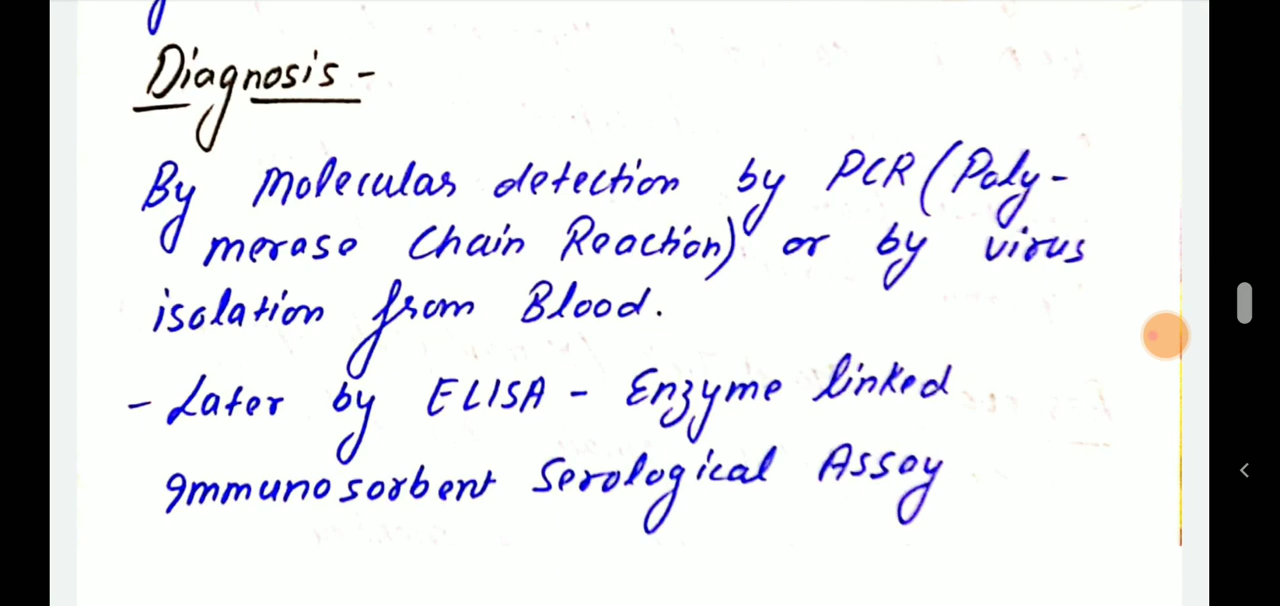 Diagnosis -
By Molecular detection by PCR (Poly-
merase Chain Reaction) or by virus
isolation from Blood.
- Later by ELISA - Enzyme linked
Immunosorbent Serological Assay